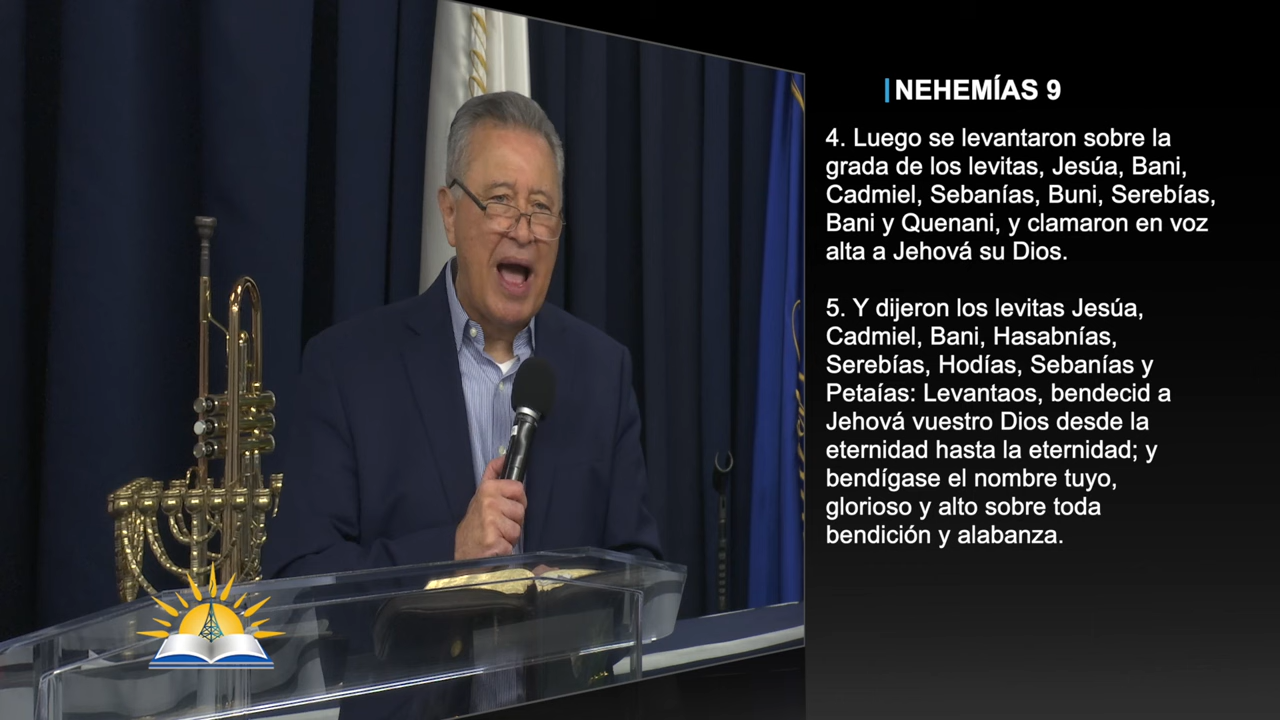 NEHEMÍAS 9
4. Luego se levantaron sobre la
grada de los levitas, Jesúa, Bani,
Cadmiel, Sebanías, Buni, Serebías,
Bani y Quenani, y clamaron en voz
alta a Jehová su Dios.
5. Y dijeron los levitas Jesúa,
Cadmiel, Bani, Hasabnías,
Serebías, Hodías, Sebanías y
Petaías: Levantaos, bendecid a
Jehová vuestro Dios desde la
eternidad hasta la eternidad; y
bendígase el nombre tuyo,
glorioso y alto sobre toda
bendición y alabanza.